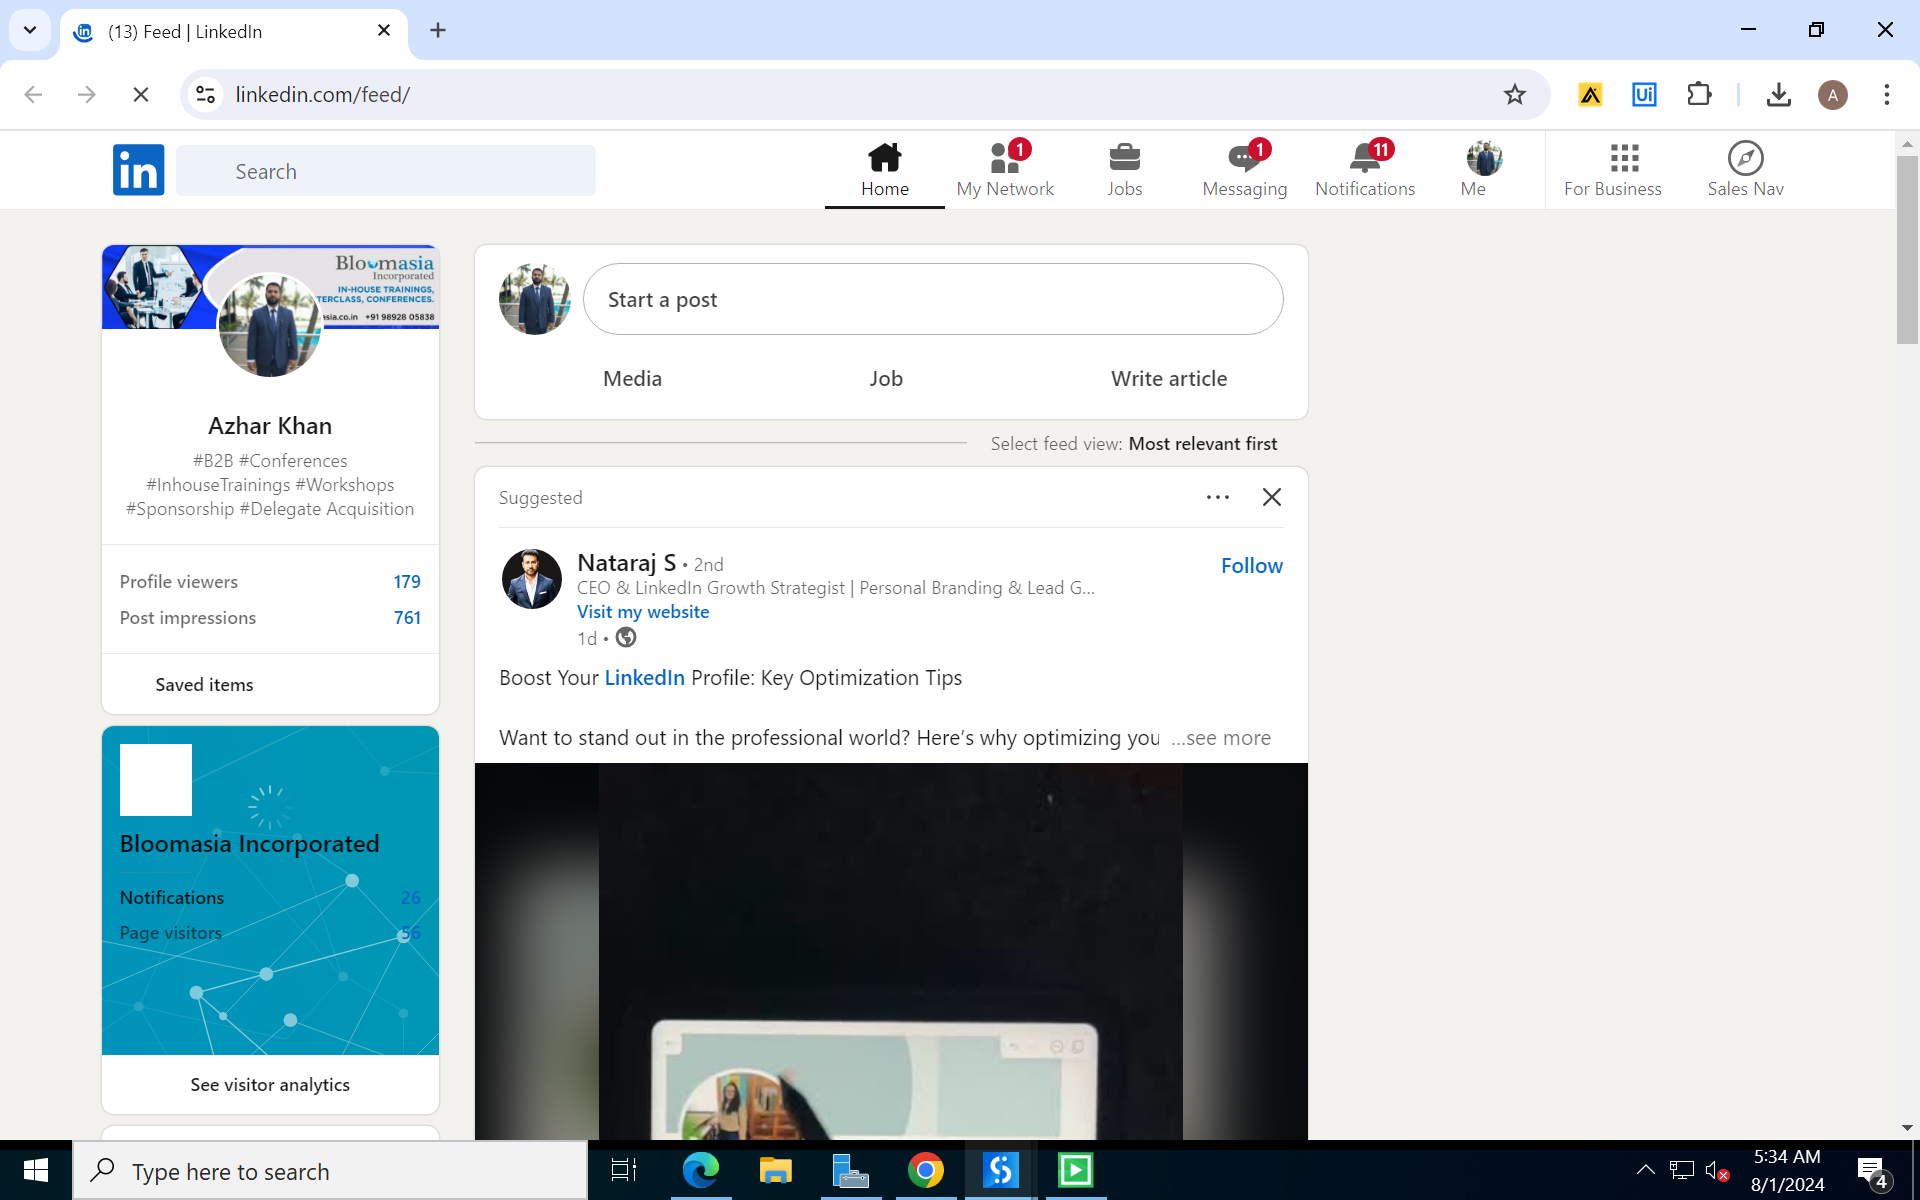 (13) Feed | LinkedIn
linkedin.com/feed/
Ui
A
in
Search
Home
1
My Network
Jobs
1
Messaging
11
Notifications
Me
For Business
Sales Nav
Bloomasia
Incorporated
IN-HOUSE TRAININGS,
TERCLASS, CONFERENCES.
asia.co.in +91 98928 05838
Azhar Khan
#B2B #Conferences
#InhouseTrainings #Workshops
#Sponsorship #Delegate Acquisition
Profile viewers 179
Post impressions 761
Saved items
Bloomasia Incorporated
Notifications 26
Page visitors 56
See visitor analytics
Start a post
Media Job Write article
Select feed view: Most relevant first
Suggested
Nataraj S • 2nd
Follow
CEO & LinkedIn Growth Strategist | Personal Branding & Lead G...
Visit my website
1d •
Boost Your LinkedIn Profile: Key Optimization Tips
Want to stand out in the professional world? Here's why optimizing you ...see more
Type here to search
5:34 AM
8/1/2024
4